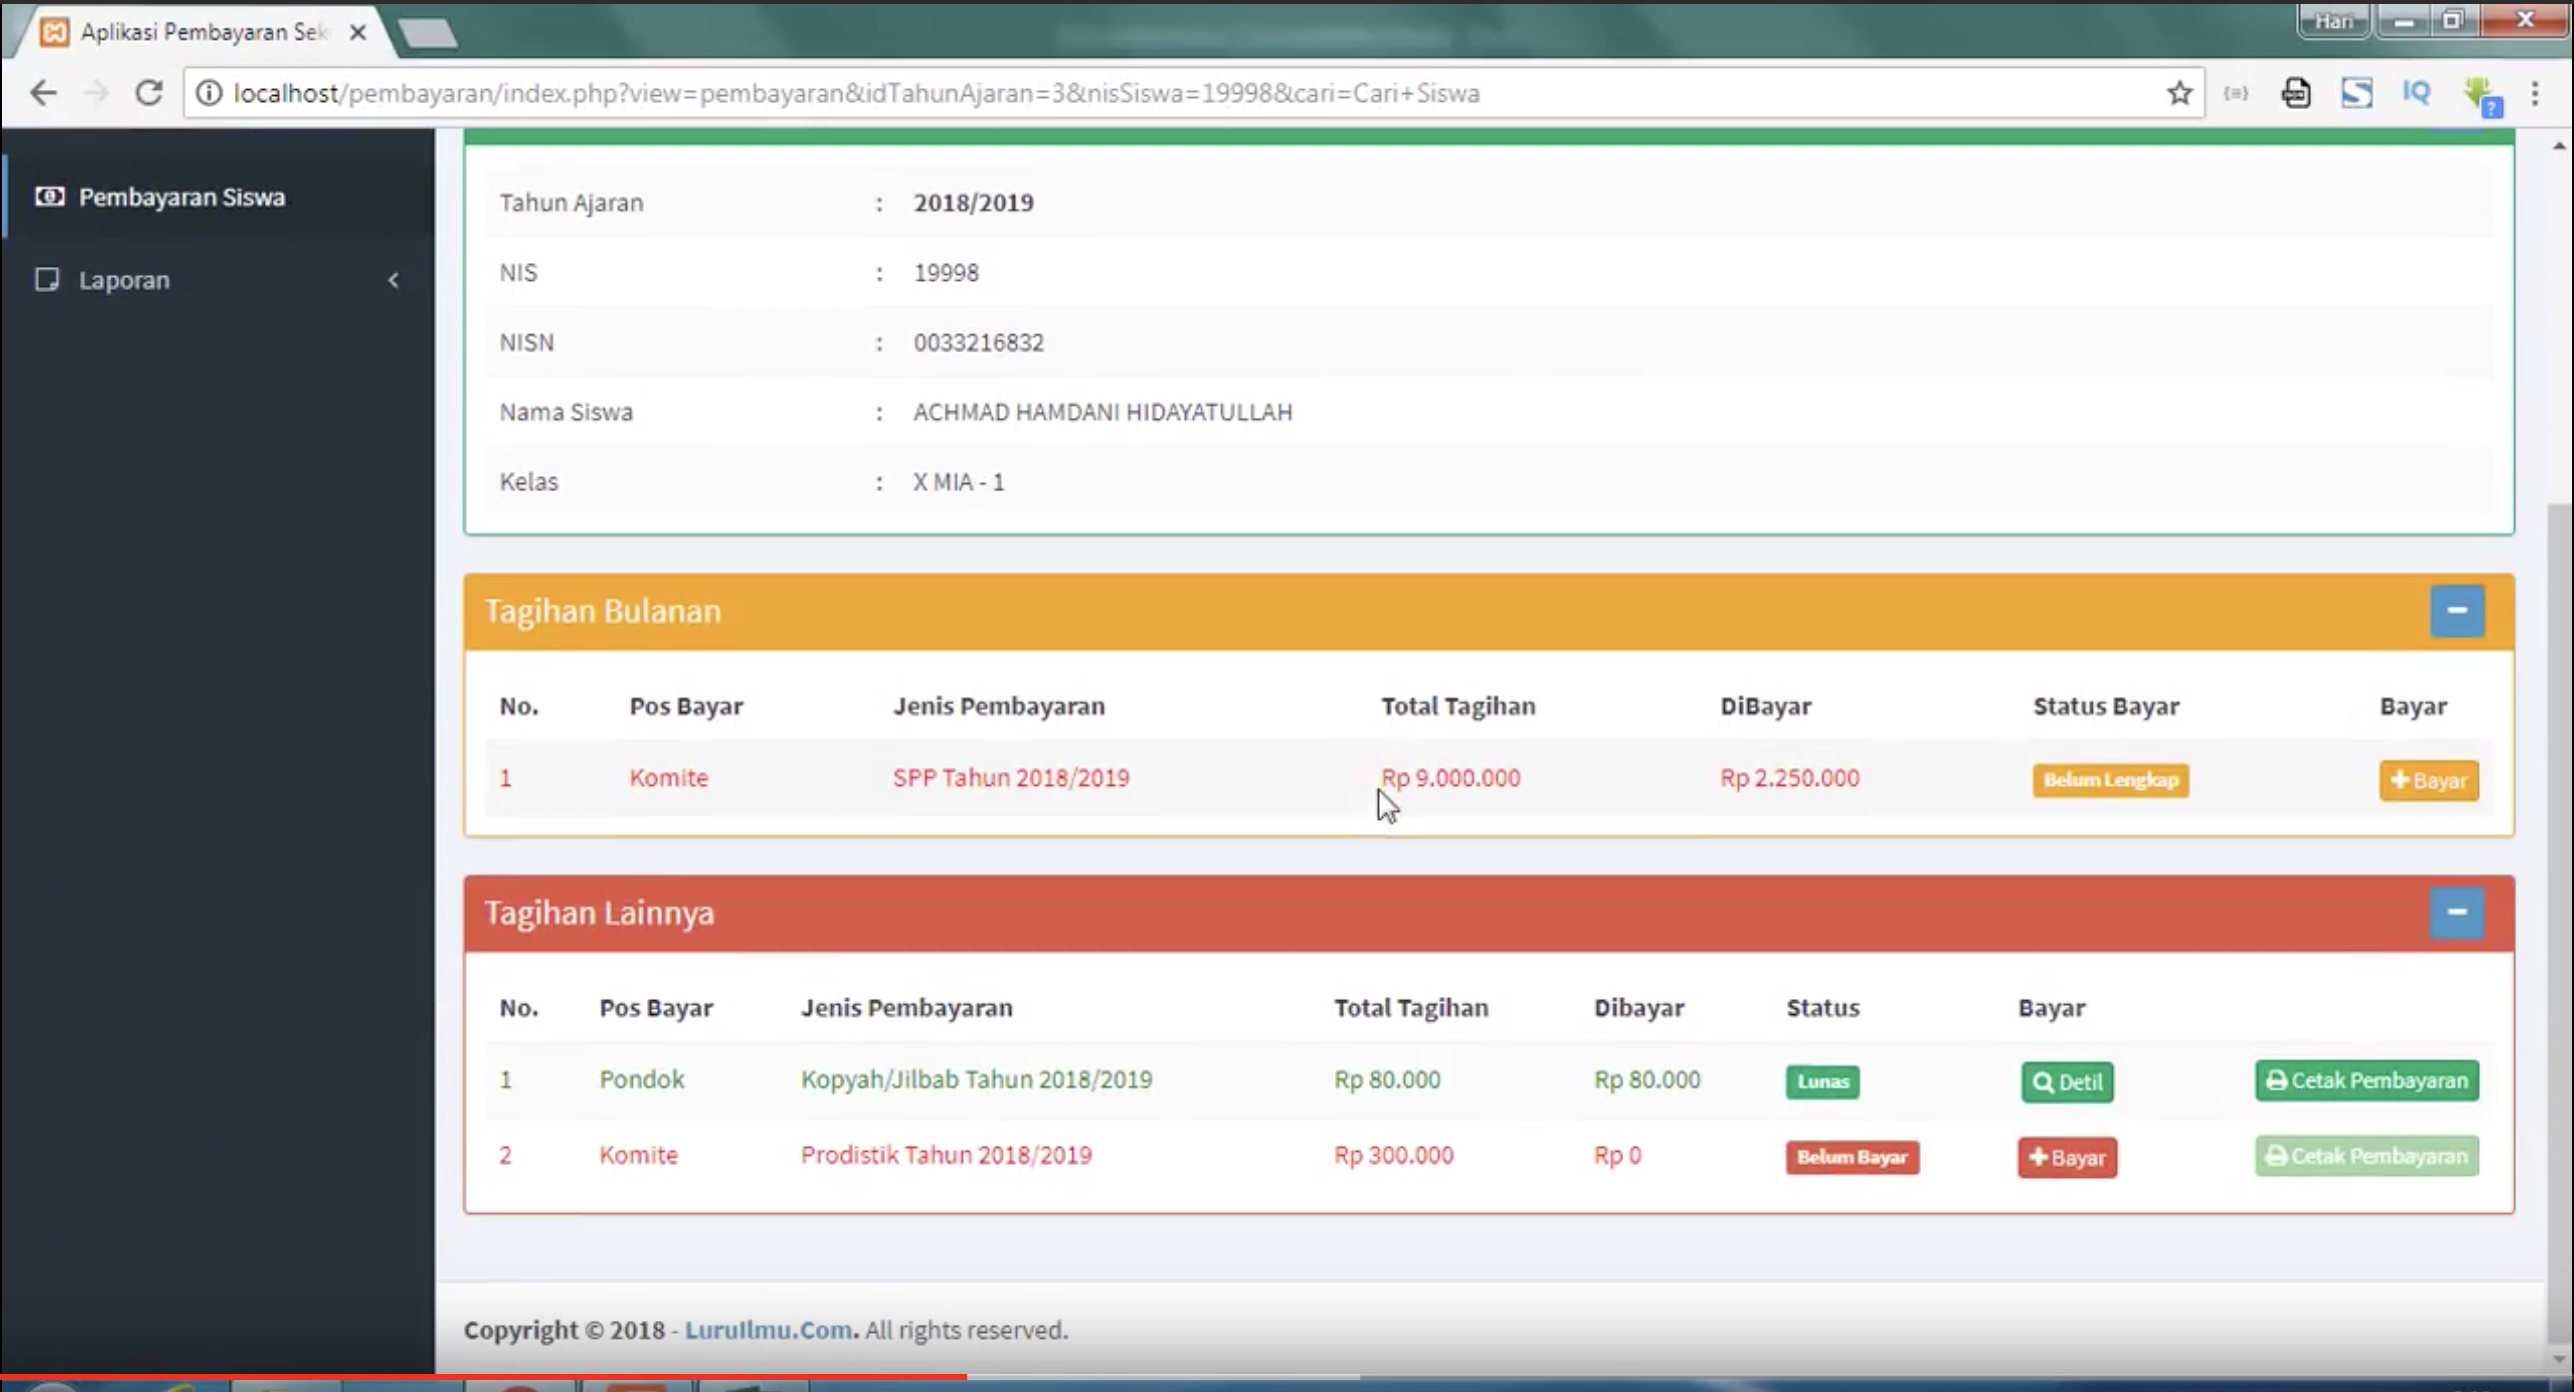 Aplikasi Pembayaran Sek
Hari
localhost/pembayaran/index.php?view=pembayaran&idTahunAjaran=3&nisSiswa=19998&cari=Cari+Siswa
IQ
?
Pembayaran Siswa
Laporan
Tahun Ajaran : 2018/2019
NIS : 19998
NISN : 0033216832
Nama Siswa : ACHMAD HAMDANI HIDAYATULLAH
Kelas : X MIA - 1
Tagihan Bulanan
No. Pos Bayar Jenis Pembayaran Total Tagihan DiBayar Status Bayar Bayar
1 Komite SPP Tahun 2018/2019 Rp 9.000.000 Rp 2.250.000 Belum Lengkap Bayar
Tagihan Lainnya
No. Pos Bayar Jenis Pembayaran Total Tagihan Dibayar Status Bayar
1 Pondok Kopyah/Jilbab Tahun 2018/2019 Rp 80.000 Rp 80.000 Lunas Detil Cetak Pembayaran
2 Komite Prodistik Tahun 2018/2019 Rp 300.000 Rp 0 Belum Bayar Bayar Cetak Pembayaran
Copyright © 2018 - LuruIlmu.Com. All rights reserved.